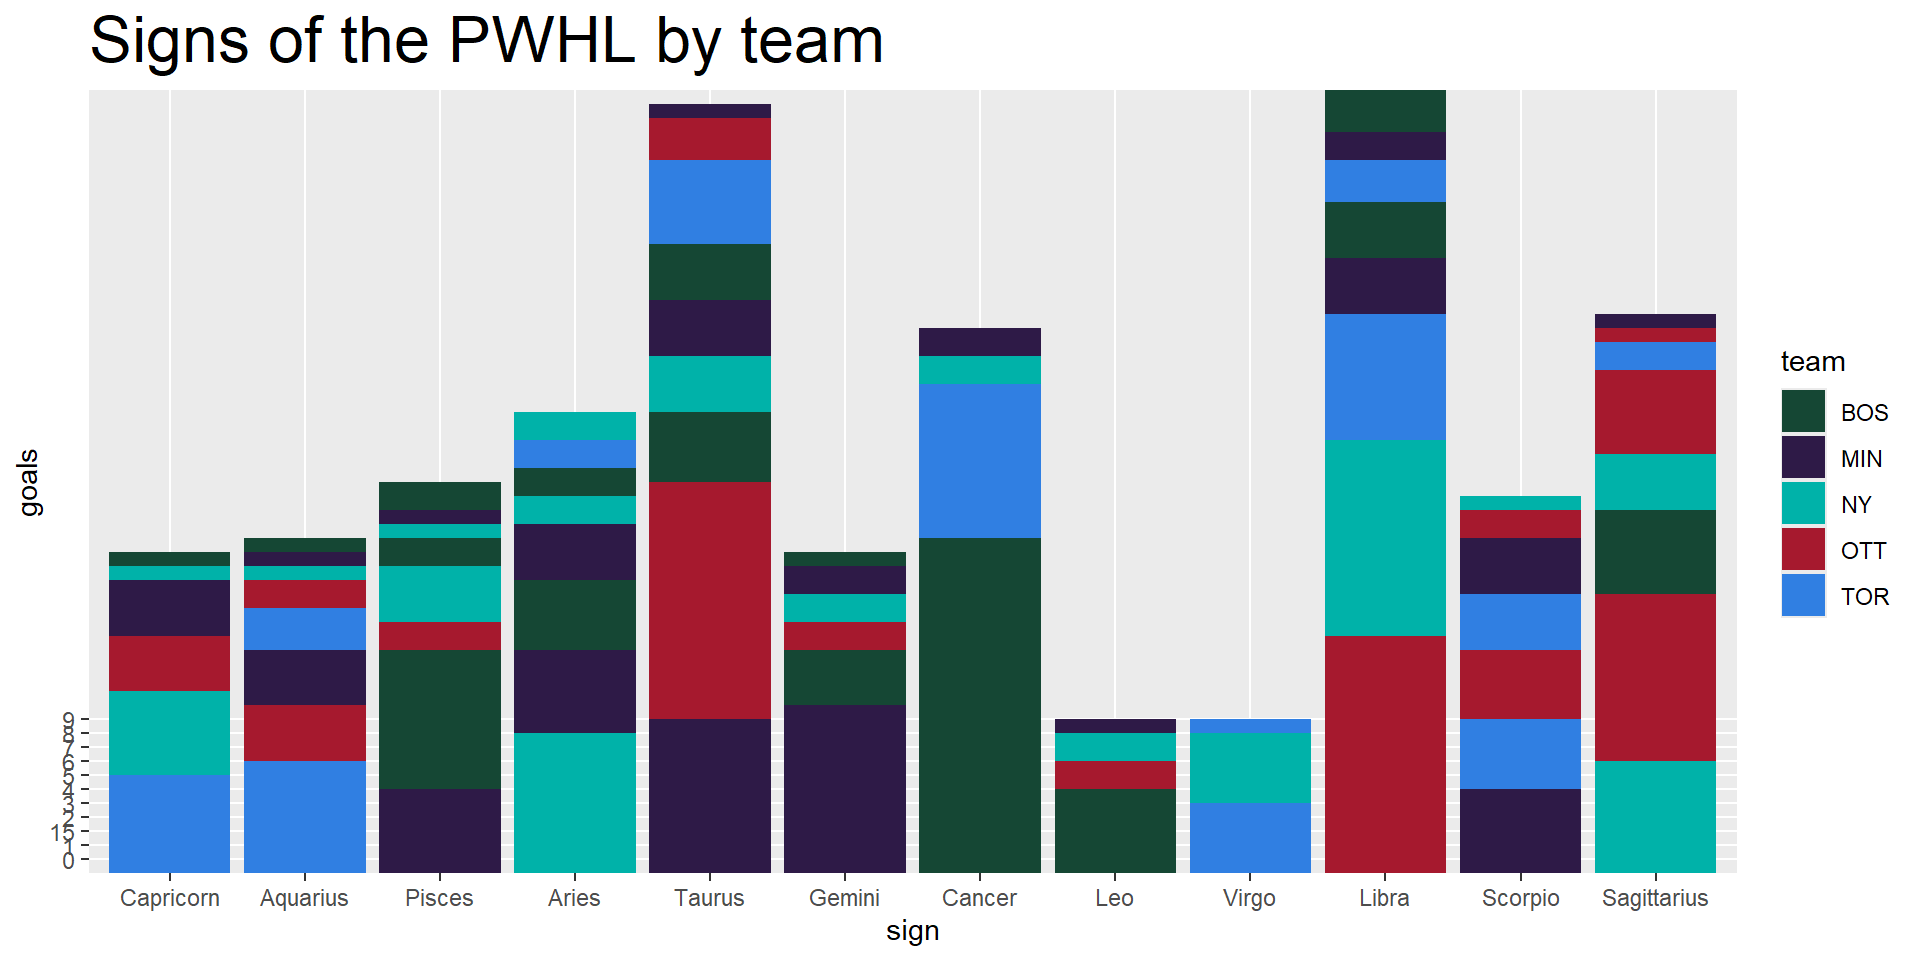 Signs of the PWHL by team
goals
9
8
7
6
5
4
3
2
15
1
0
Capricorn Aquarius Pisces Aries Taurus Gemini Cancer Leo Virgo Libra Scorpio Sagittarius
sign
team
BOS
MIN
NY
OTT
TOR